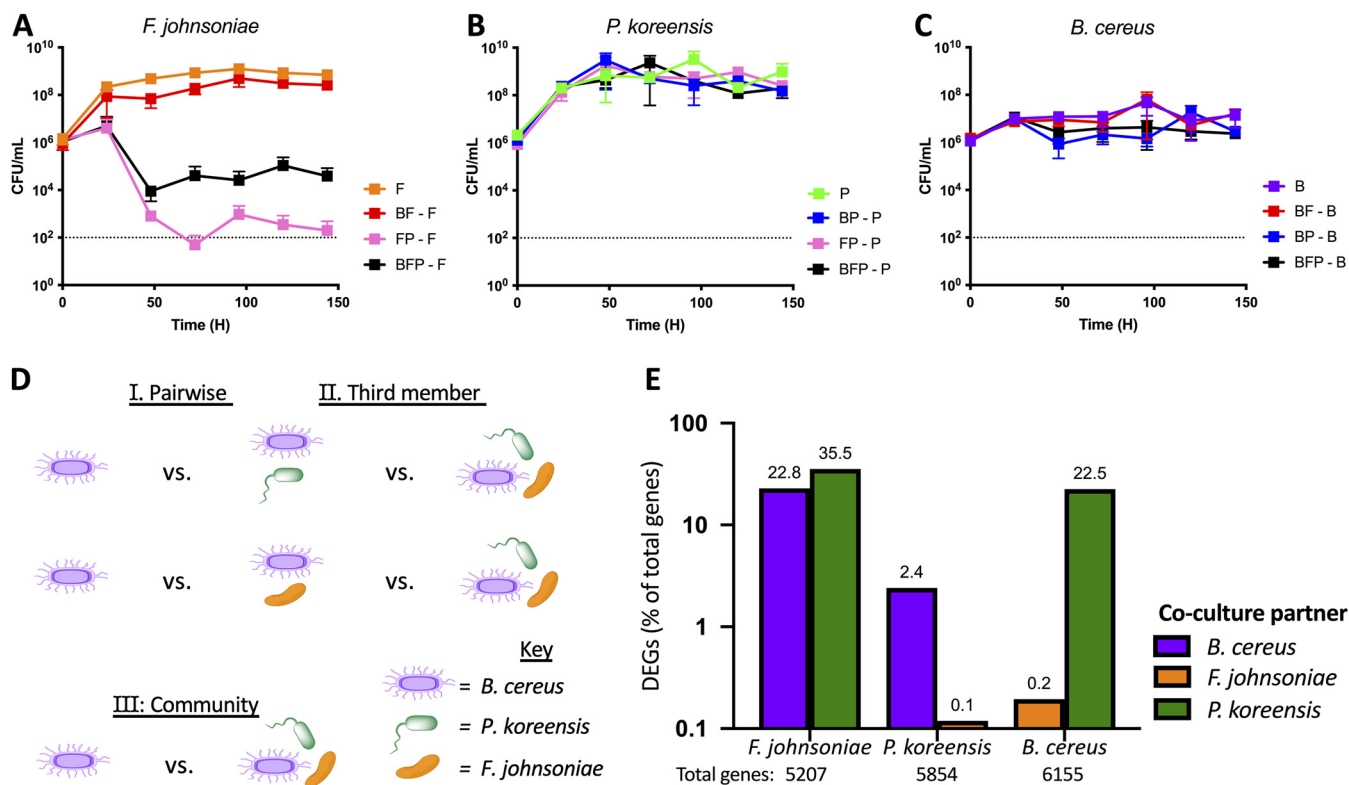 A
F. johnsoniae
10^10
10^8
10^6
10^4
10^2
10^0
CFU/mL
0
50
100
150
Time (H)
F
BF - F
FP - F
BFP - F
B
P. koreensis
10^10
10^8
10^6
10^4
10^2
10^0
CFU/mL
0
50
100
150
Time (H)
P
BP - P
FP - P
BFP - P
C
B. cereus
10^10
10^8
10^6
10^4
10^2
10^0
CFU/mL
0
50
100
150
Time (H)
B
BF - B
BP - B
BFP - B
D
I. Pairwise
II. Third member
vs.
vs.
vs.
vs.
III: Community
vs.
Key
= B. cereus
= P. koreensis
= F. johnsoniae
E
DEGs (% of total genes)
100
10
1
0.1
22.8
35.5
2.4
0.1
0.2
22.5
F. johnsoniae
P. koreensis
B. cereus
Total genes: 5207 5854 6155
Co-culture partner
B. cereus
F. johnsoniae
P. koreensis